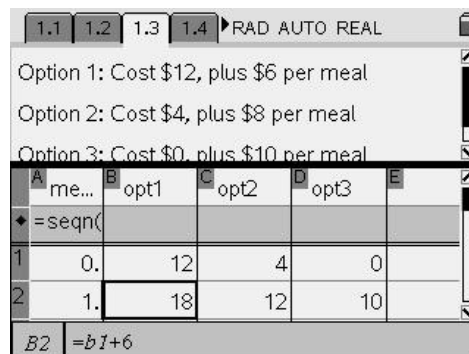 1.1 1.2 1.3 1.4 RAD AUTO REAL
Option 1: Cost $12, plus $6 per meal
Option 2: Cost $4, plus $8 per meal
Option 3: Cost $0, plus $10 per meal
A me... B opt1 C opt2 D opt3 E
◆ =seqn(
1 0. 12 4 0
2 1. 18 12 10
B2 =b1+6